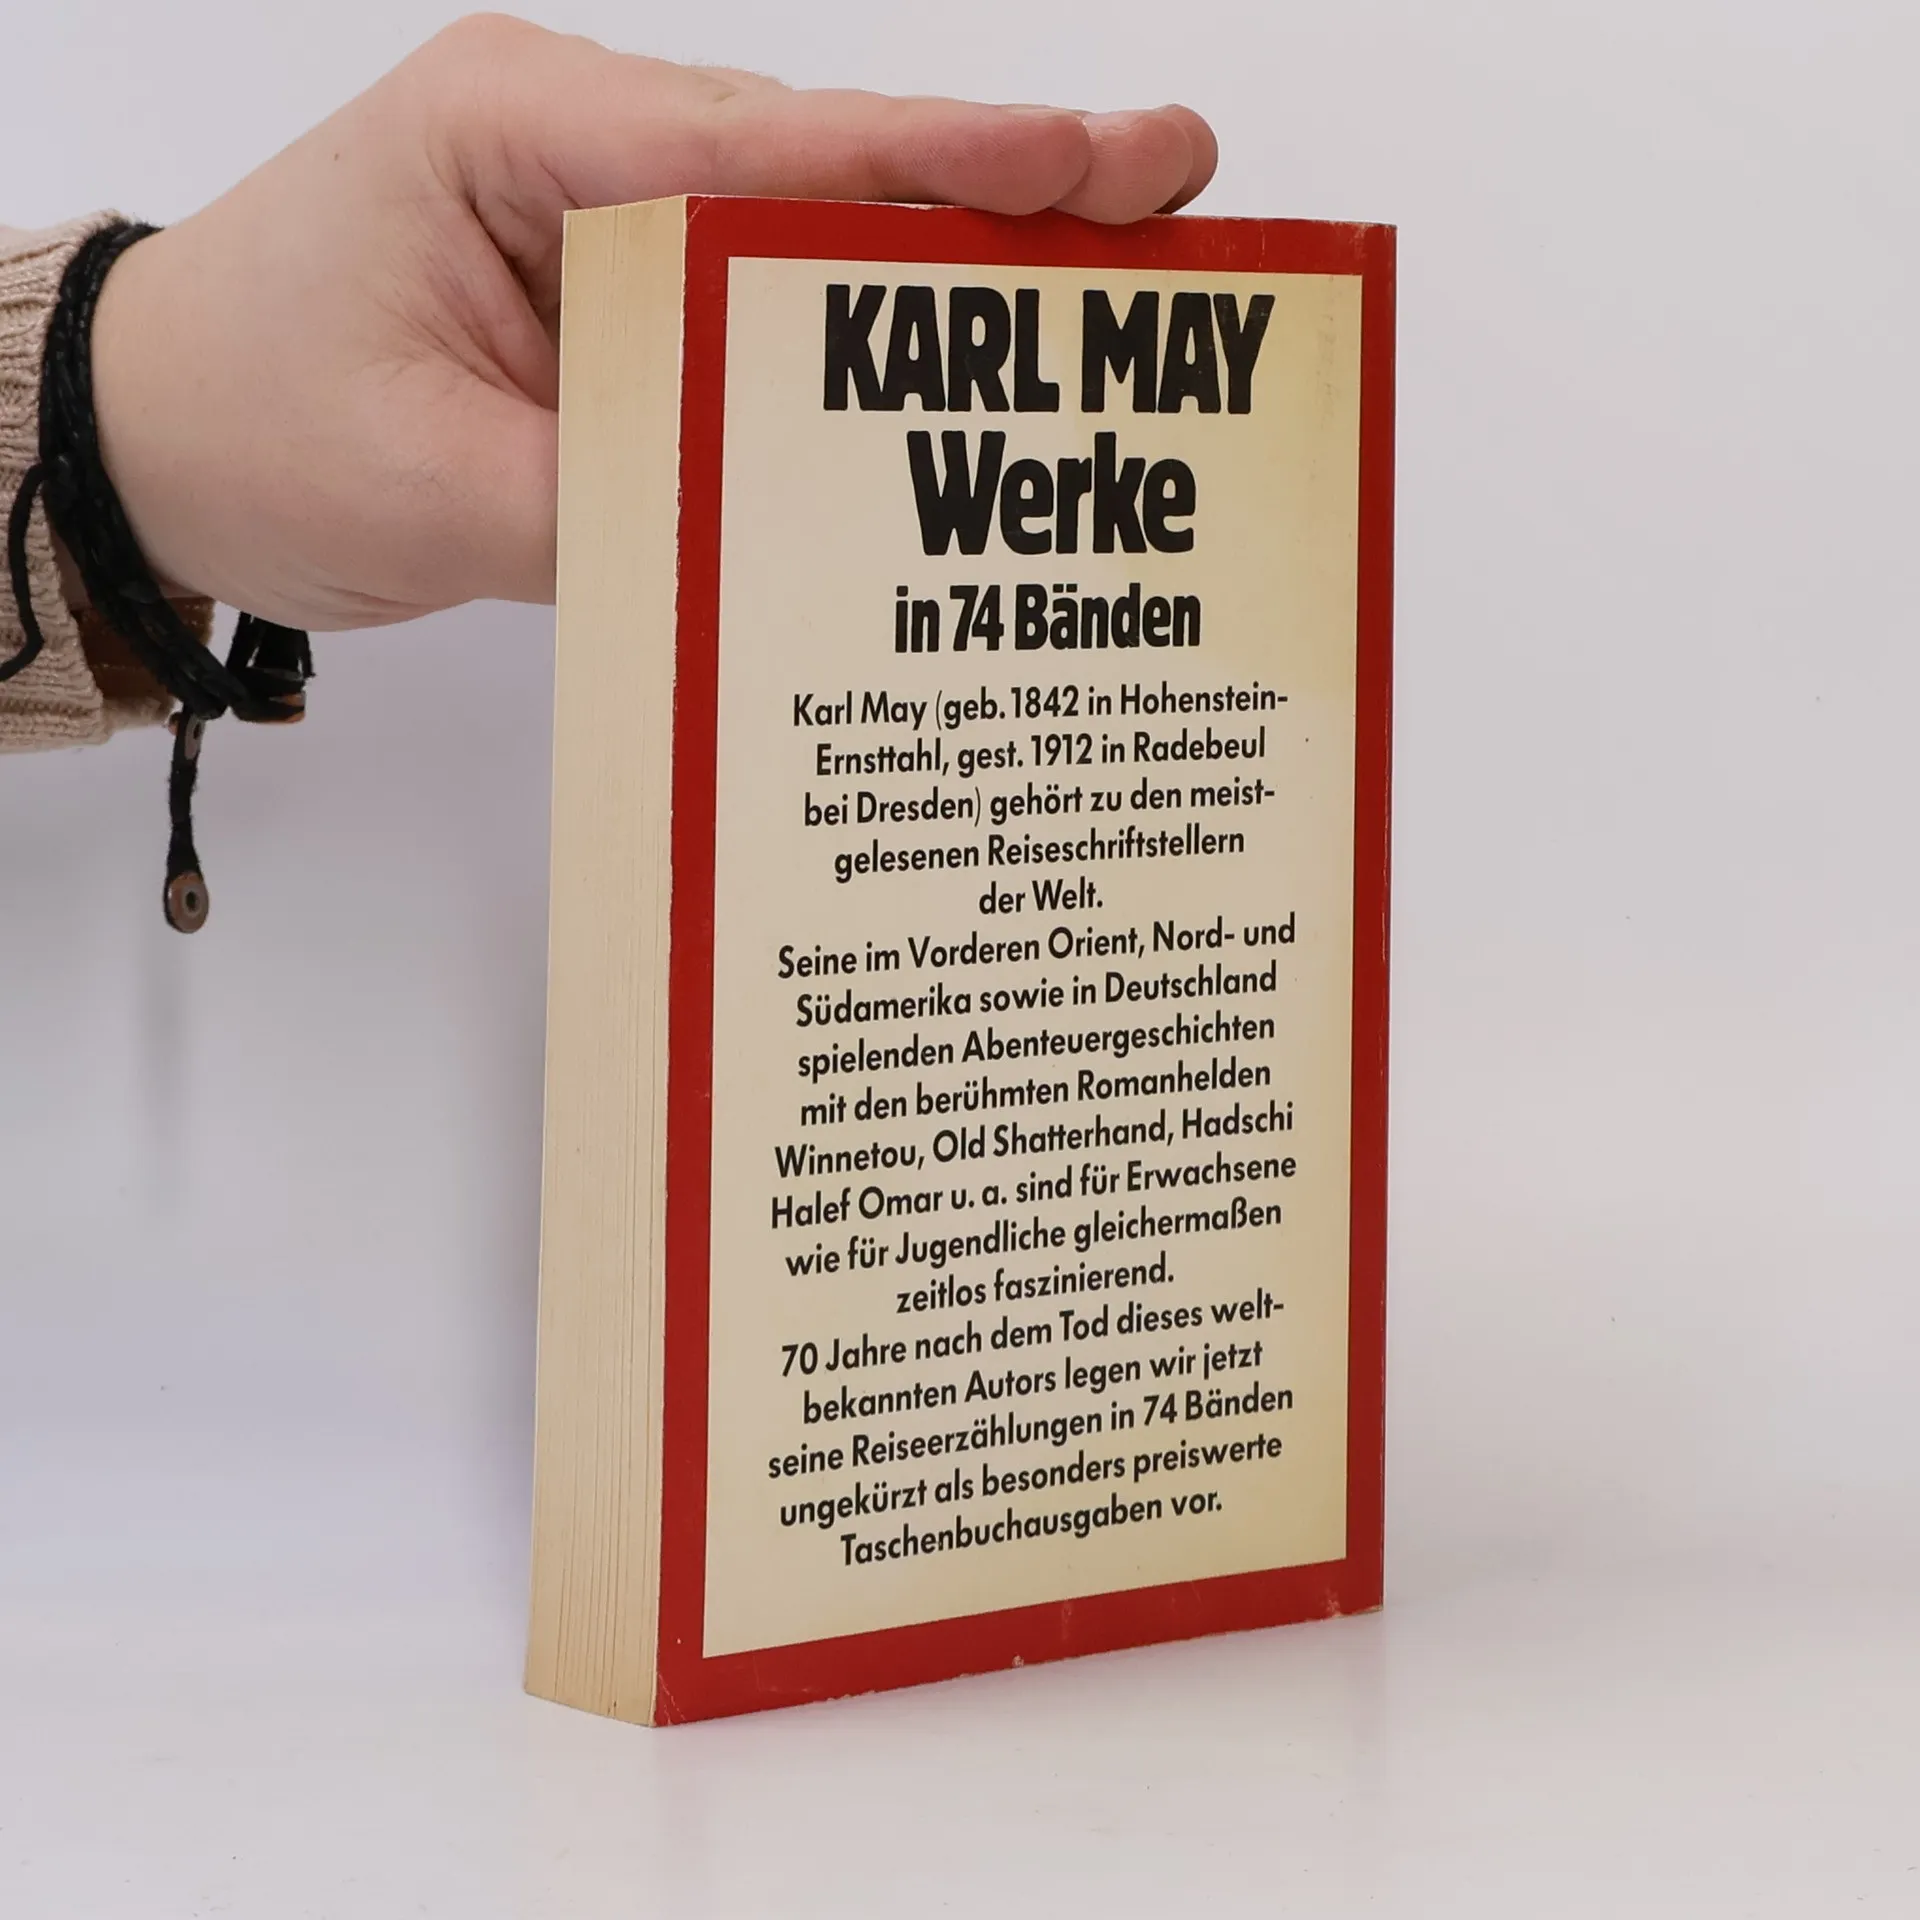 KARL MAY
Werke
in 74 Bänden
Karl May (geb. 1842 in Hohenstein-
Ernsttahl, gest. 1912 in Radebeul
bei Dresden) gehört zu den meist-
gelesenen Reiseschriftstellern
der Welt.
Seine im Vorderen Orient, Nord- und
Südamerika sowie in Deutschland
spielenden Abenteuergeschichten
mit den berühmten Romanhelden
Winnetou, Old Shatterhand, Hadschi
Halef Omar u. a. sind für Erwachsene
wie für Jugendliche gleichermaßen
zeitlos faszinierend.
70 Jahre nach dem Tod dieses welt-
bekannten Autors legen wir jetzt
seine Reiseerzählungen in 74 Bänden
ungekürzt als besonders preiswerte
Taschenbuchausgaben vor.